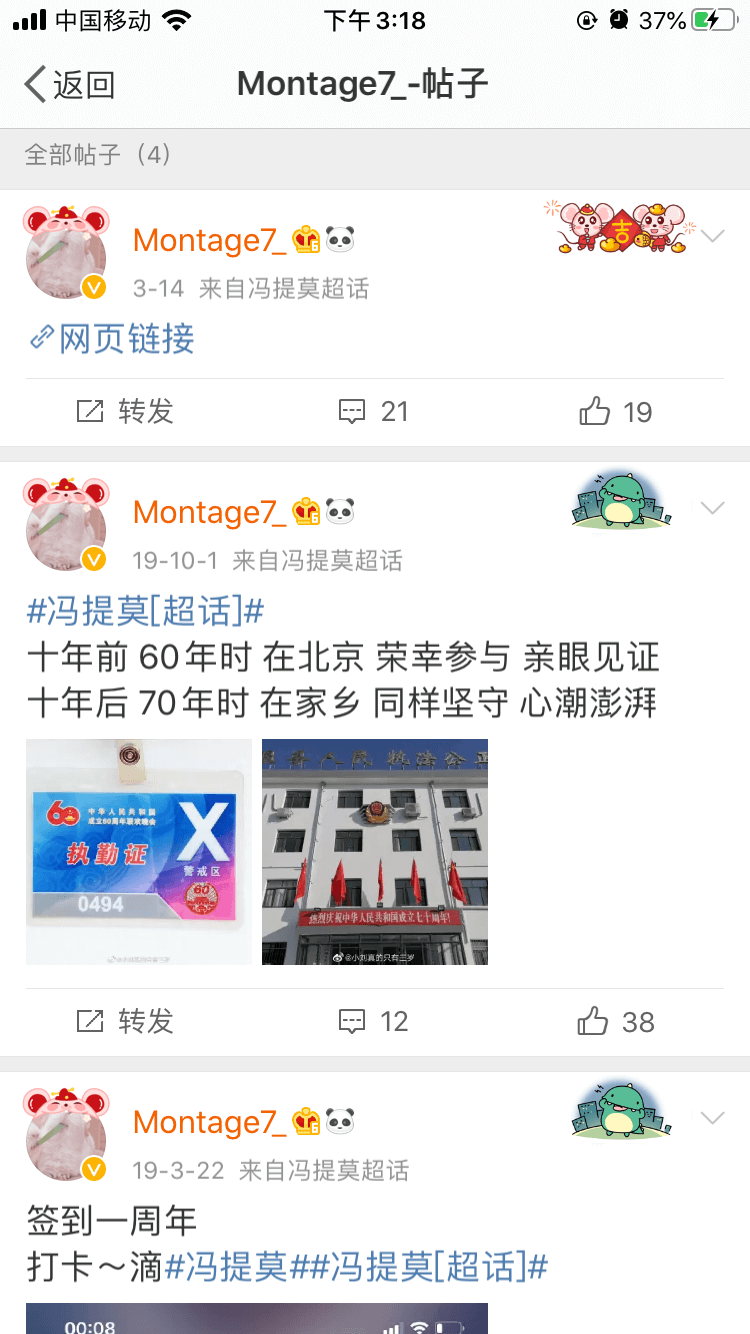 中国移动
下午3:18
37%
返回
Montage7_-帖子
全部帖子（4）
Montage7_
吉
3-14 来自冯提莫超话
网页链接
转发
21
19
Montage7_
19-10-1 来自冯提莫超话
#冯提莫[超话]#
十年前 60年时 在北京 荣幸参与 亲眼见证
十年后 70年时 在家乡 同样坚守 心潮澎湃
60 中华人民共和国
成立60周年联欢晚会
执勤证
X
警戒区
60
0494
热烈庆祝中华人民共和国成立七十周年!
@小刘真的只有三岁
转发
12
38
Montage7_
19-3-22 来自冯提莫超话
签到一周年
打卡～滴#冯提莫##冯提莫[超话]#
00:08